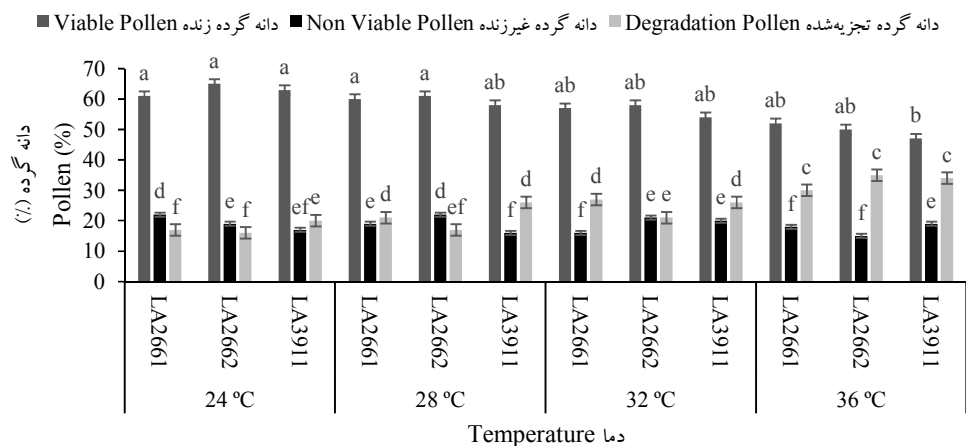 Viable Pollen دانه گرده زنده Non Viable Pollen دانه گرده غیرزنده Degradation Pollen دانه گرده تجزیه‌شده
دانه گرده (٪)
Pollen (%)
70
60
50
40
30
20
10
0
a a a a a ab ab ab ab ab ab b
d f e f ef e e d d ef f d f d e e e d f c f c e c
LA2661 LA2662 LA3911 LA2661 LA2662 LA3911 LA2661 LA2662 LA3911 LA2661 LA2662 LA3911
24 ºC 28 ºC 32 ºC 36 ºC
Temperature دما